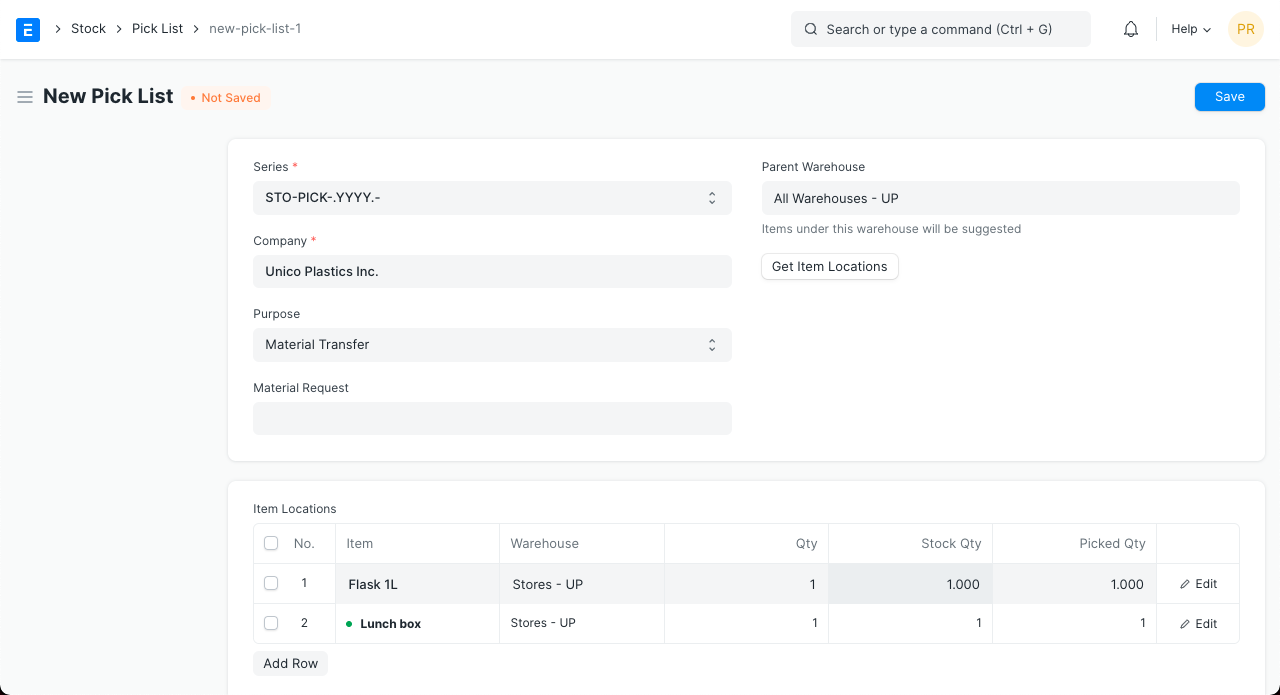 E > Stock > Pick List > new-pick-list-1
Search or type a command (Ctrl + G)
Help
PR
New Pick List
• Not Saved
Save
Series *
STO-PICK-.YYYY.-
Company *
Unico Plastics Inc.
Purpose
Material Transfer
Material Request
Parent Warehouse
All Warehouses - UP
Items under this warehouse will be suggested
Get Item Locations
Item Locations
No. Item Warehouse Qty Stock Qty Picked Qty
1 Flask 1L Stores - UP 1 1.000 1.000 Edit
2 Lunch box Stores - UP 1 1 1 Edit
Add Row